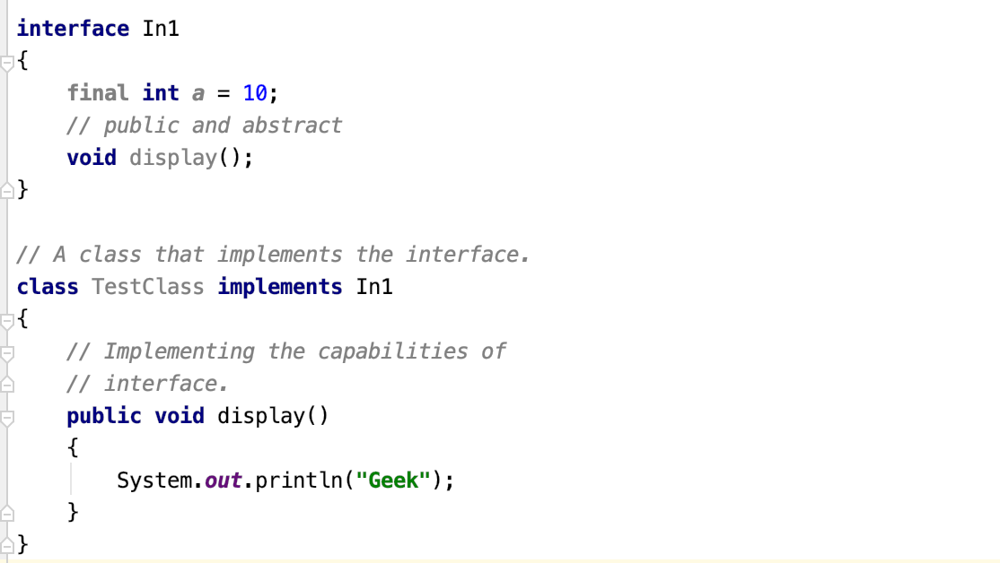 interface In1
{
    final int a = 10;
    // public and abstract
    void display();
}

// A class that implements the interface.
class TestClass implements In1
{
    // Implementing the capabilities of
    // interface.
    public void display()
    {
        System.out.println("Geek");
    }
}